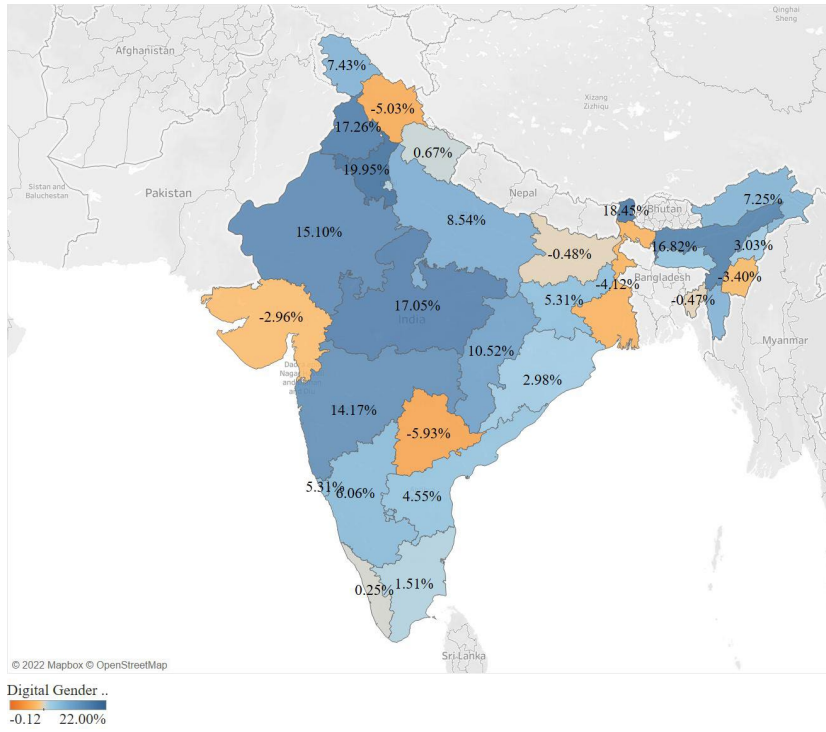 Qinghai
Sheng
Afghanistan
7.43%
-5.03%
Xizang
Zizhiqu
17.26%
0.67%
19.95%
Sistan and
Baluchestan
Pakistan
Nepal
7.25%
18.45%
Bhutan
15.10%
8.54%
16.82%
3.03%
-0.48%
-3.40%
Bangladesh
-4.12%
-0.47%
5.31%
17.05%
India
-2.96%
Myanmar
10.52%
Nagar
2.98%
14.17%
-5.93%
5.31%
6.06%
4.55%
1.51%
0.25%
Sri-Lanka
© 2022 Mapbox © OpenStreetMap
Digital Gender ..
-0.12 22.00%